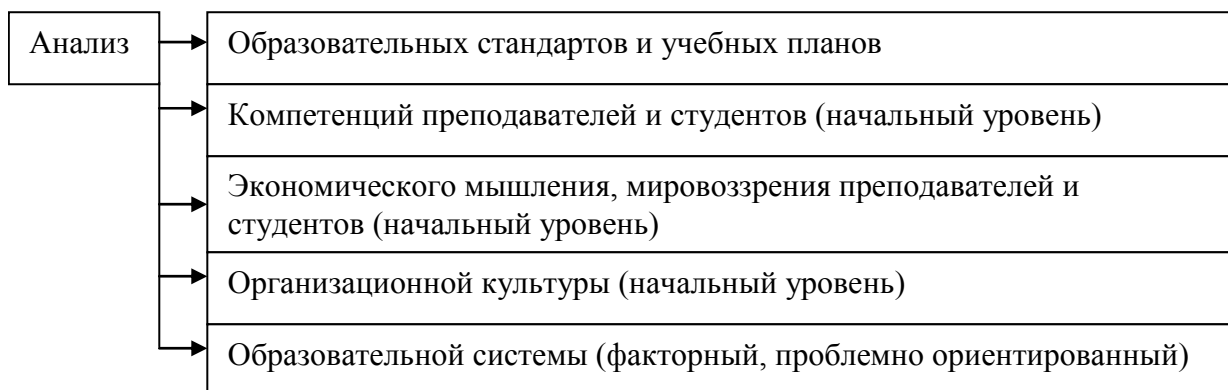 Анализ
Образовательных стандартов и учебных планов
Компетенций преподавателей и студентов (начальный уровень)
Экономического мышления, мировоззрения преподавателей и
студентов (начальный уровень)
Организационной культуры (начальный уровень)
Образовательной системы (факторный, проблемно ориентированный)